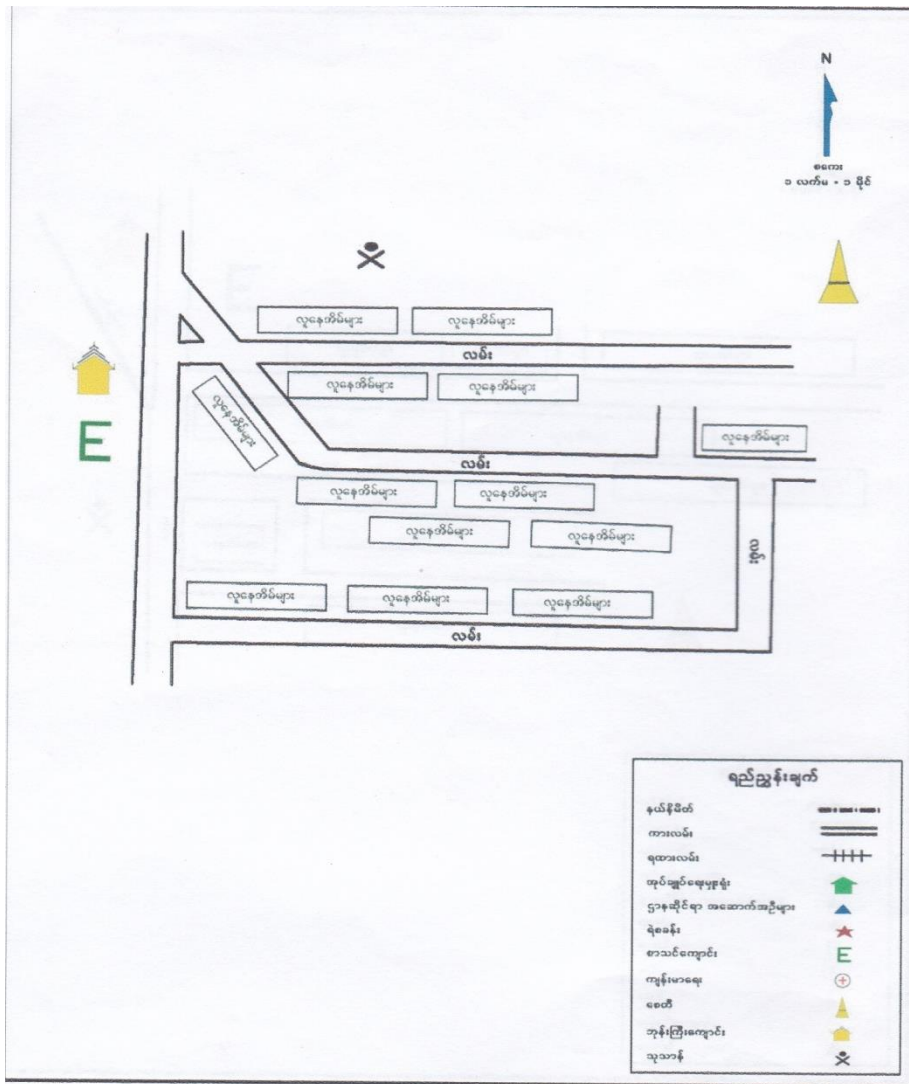 N
စကေး
၁ လက်မ - ၁ မိုင်
လူနေအိမ်များ
လူနေအိမ်များ
လမ်း
လူနေအိမ်များ
လူနေအိမ်များ
လူနေအိမ်များ
လူနေအိမ်များ
E
လမ်း
လူနေအိမ်များ
လူနေအိမ်များ
လူနေအိမ်များ
လူနေအိမ်များ
လမ်း
လူနေအိမ်များ
လူနေအိမ်များ
လူနေအိမ်များ
လမ်း
ရည်ညွှန်းချက်
နယ်နိမိတ်
ကားလမ်း
ရထားလမ်း
အုပ်ချုပ်ရေးမှူးရုံး
ဌာနဆိုင်ရာ အဆောက်အဦများ
ရဲစခန်း
စာသင်ကျောင်း E
ကျန်းမာရေး
စေတီ
ဘုန်းကြီးကျောင်း
သုသာန်